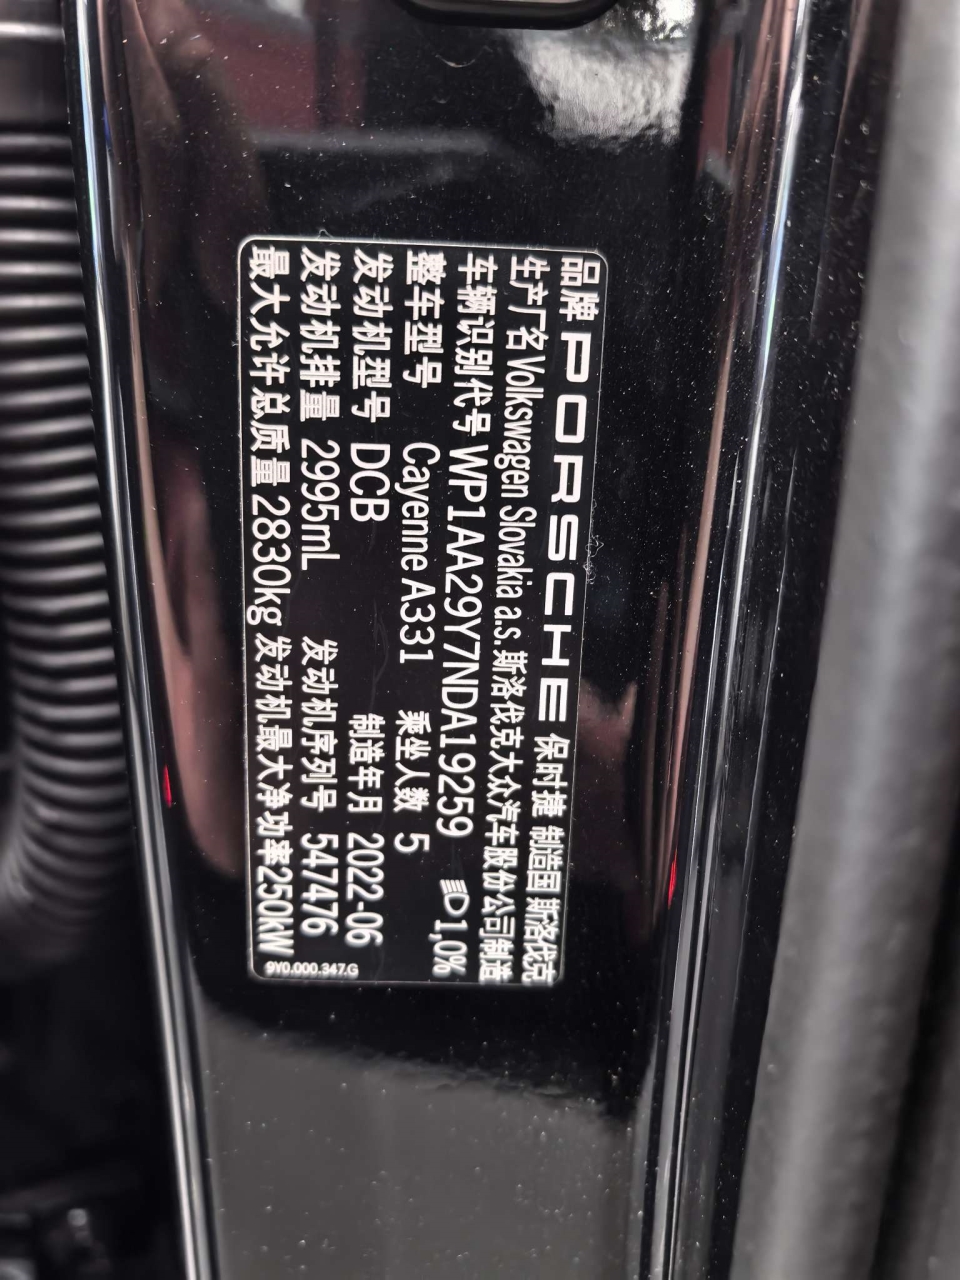 品牌 PORSCHE 保时捷 制造国 斯洛伐克
生产厂名 Volkswagen Slovakia a.s. 斯洛伐克大众汽车股份公司制造
车辆识别代号 WP1AA29Y7NDA19259 1,0%
整车型号 Cayenne A331 乘坐人数 5
发动机型号 DCB 制造年月 2022-06
发动机排量 2995mL 发动机序列号 547476
最大允许总质量 2830kg 发动机最大净功率250kW
9Y0.000.347.G